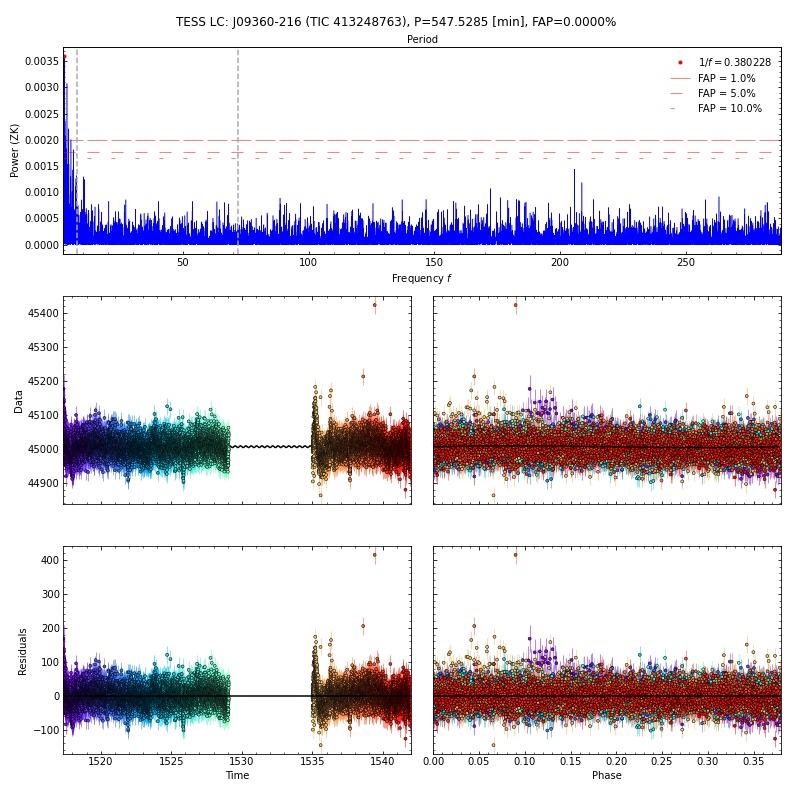 TESS LC: J09360-216 (TIC 413248763), P=547.5285 [min], FAP=0.0000%
Period
Power (ZK)
0.0035
0.0030
0.0025
0.0020
0.0015
0.0010
0.0005
0.0000
1/f = 0.380228
FAP = 1.0%
FAP = 5.0%
FAP = 10.0%
50 100 150 200 250
Frequency f
Data
45400
45300
45200
45100
45000
44900
Residuals
400
300
200
100
0
−100
1520 1525 1530 1535 1540
Time
0.00 0.05 0.10 0.15 0.20 0.25 0.30 0.35
Phase